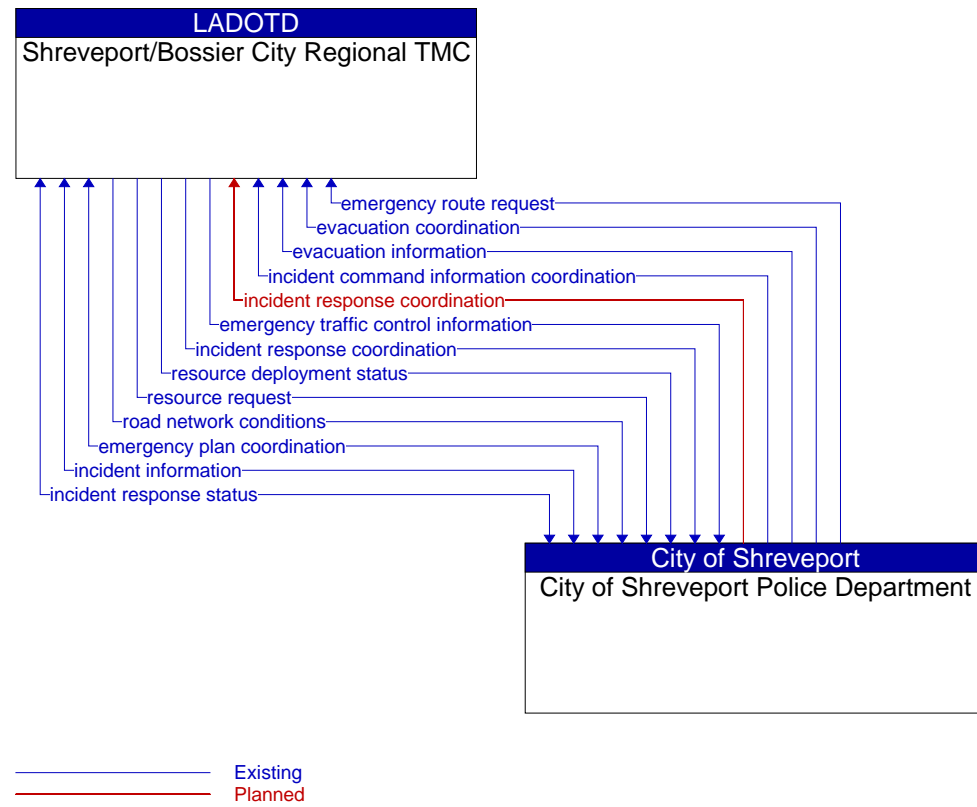 LADOTD
Shreveport/Bossier City Regional TMC
emergency route request
evacuation coordination
evacuation information
incident command information coordination
incident response coordination
emergency traffic control information
incident response coordination
resource deployment status
resource request
road network conditions
emergency plan coordination
incident information
incident response status
City of Shreveport
City of Shreveport Police Department
Existing
Planned